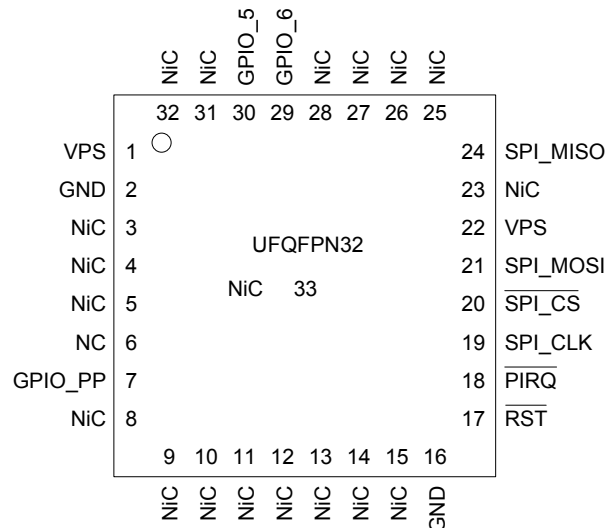 NiC NiC GPIO_5 GPIO_6 NiC NiC NiC NiC
32 31 30 29 28 27 26 25
VPS 1 24 SPI_MISO
GND 2 23 NiC
NiC 3 22 VPS
UFQFPN32
NiC 4 21 SPI_MOSI
NiC 33
NiC 5 20 SPI_CS
NC 6 19 SPI_CLK
GPIO_PP 7 18 PIRQ
NiC 8 17 RST
9 10 11 12 13 14 15 16
NiC NiC NiC NiC NiC NiC NiC GND